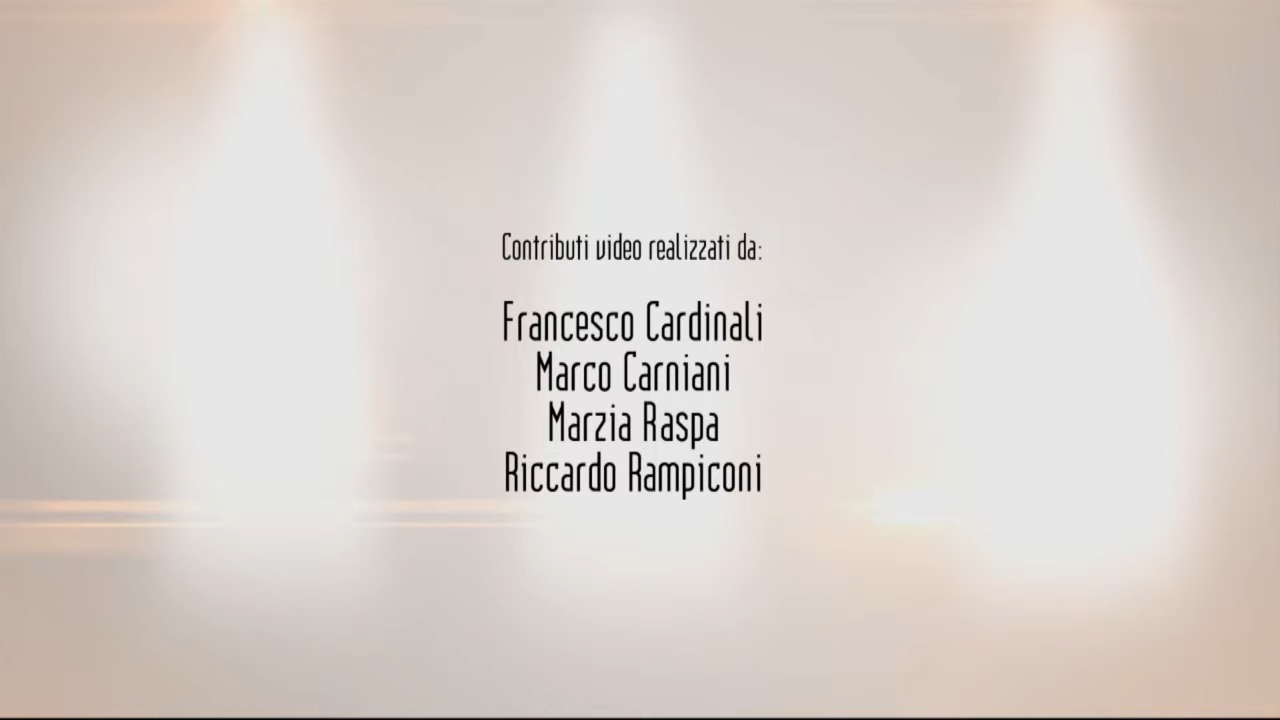 Contributi video realizzati da:
Francesco Cardinali
Marco Carniani
Marzia Raspa
Riccardo Rampiconi